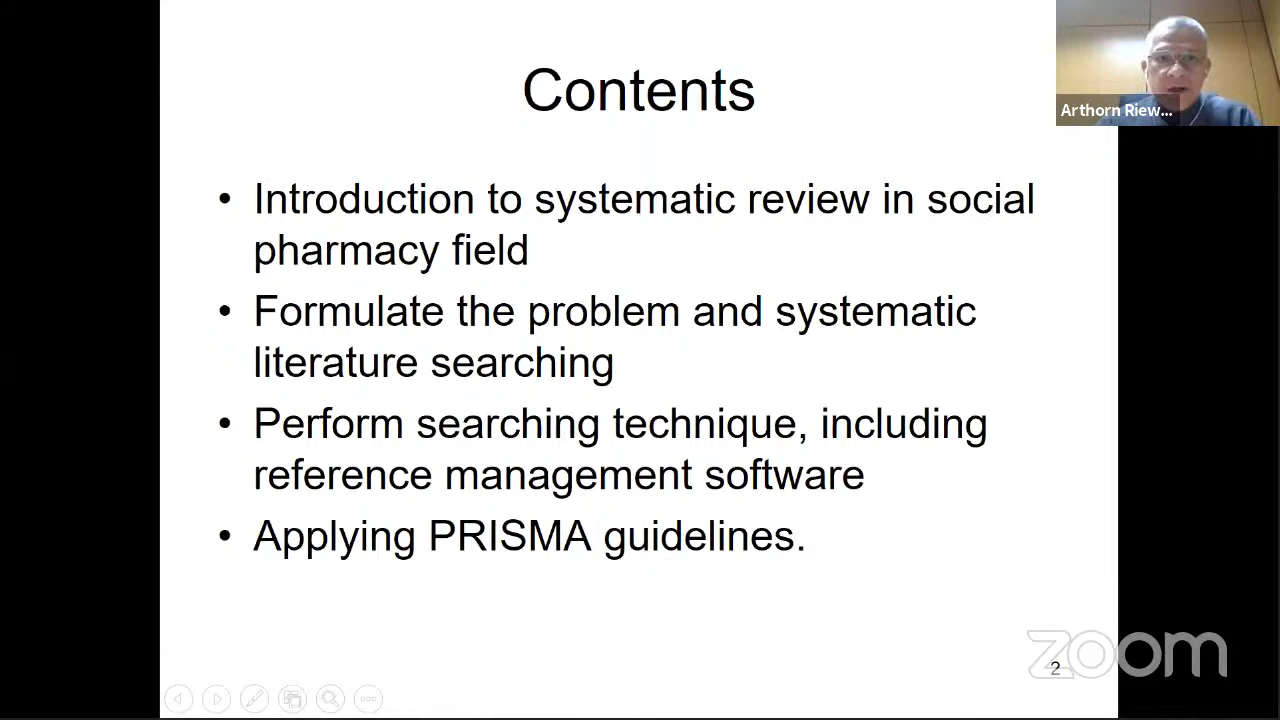 Contents
Arthorn Riew...
• Introduction to systematic review in social
pharmacy field
• Formulate the problem and systematic
literature searching
• Perform searching technique, including
reference management software
• Applying PRISMA guidelines.
zoom
2